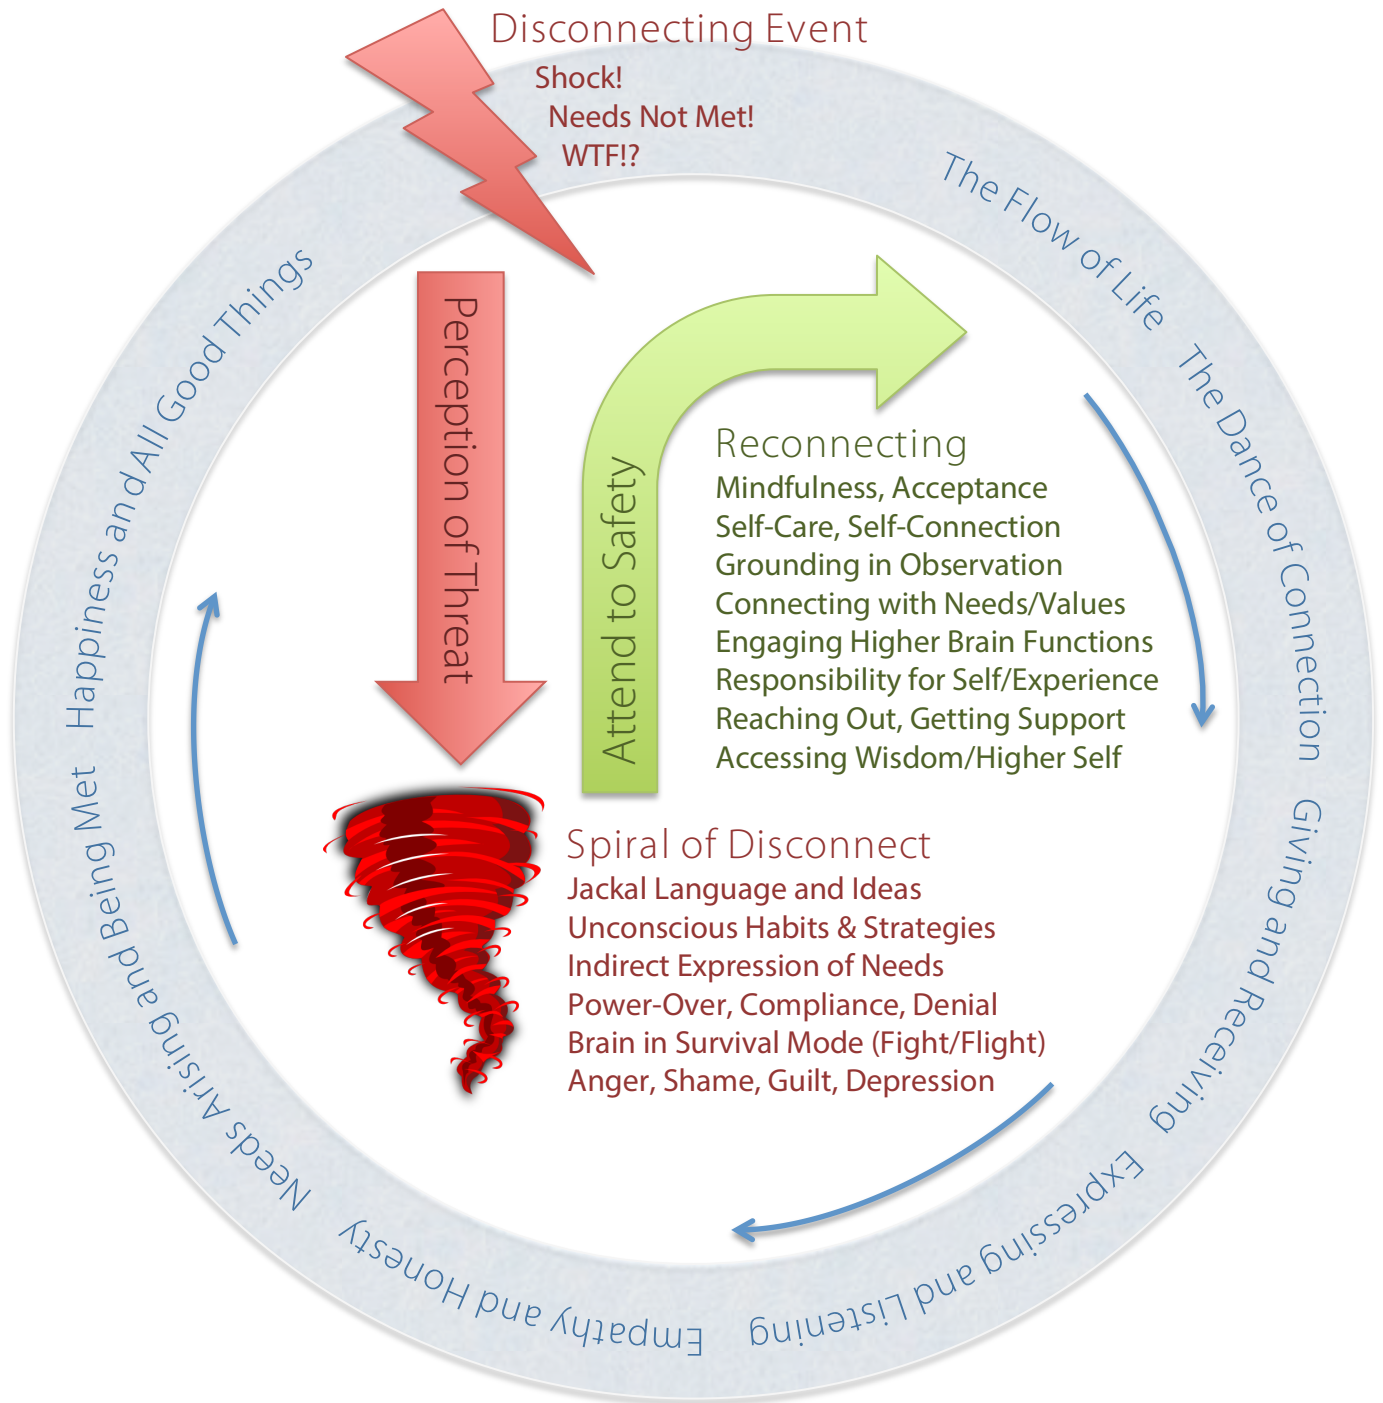 Disconnecting Event
Shock!
Needs Not Met!
WTF!?
The Flow of Life
The Dance of Connection
Giving and Receiving
Expressing and Listening
Empathy and Honesty
Needs Arising and Being Met
Happiness and All Good Things
Perception of Threat
Attend to Safety
Reconnecting
Mindfulness, Acceptance
Self-Care, Self-Connection
Grounding in Observation
Connecting with Needs/Values
Engaging Higher Brain Functions
Responsibility for Self/Experience
Reaching Out, Getting Support
Accessing Wisdom/Higher Self
Spiral of Disconnect
Jackal Language and Ideas
Unconscious Habits & Strategies
Indirect Expression of Needs
Power-Over, Compliance, Denial
Brain in Survival Mode (Fight/Flight)
Anger, Shame, Guilt, Depression